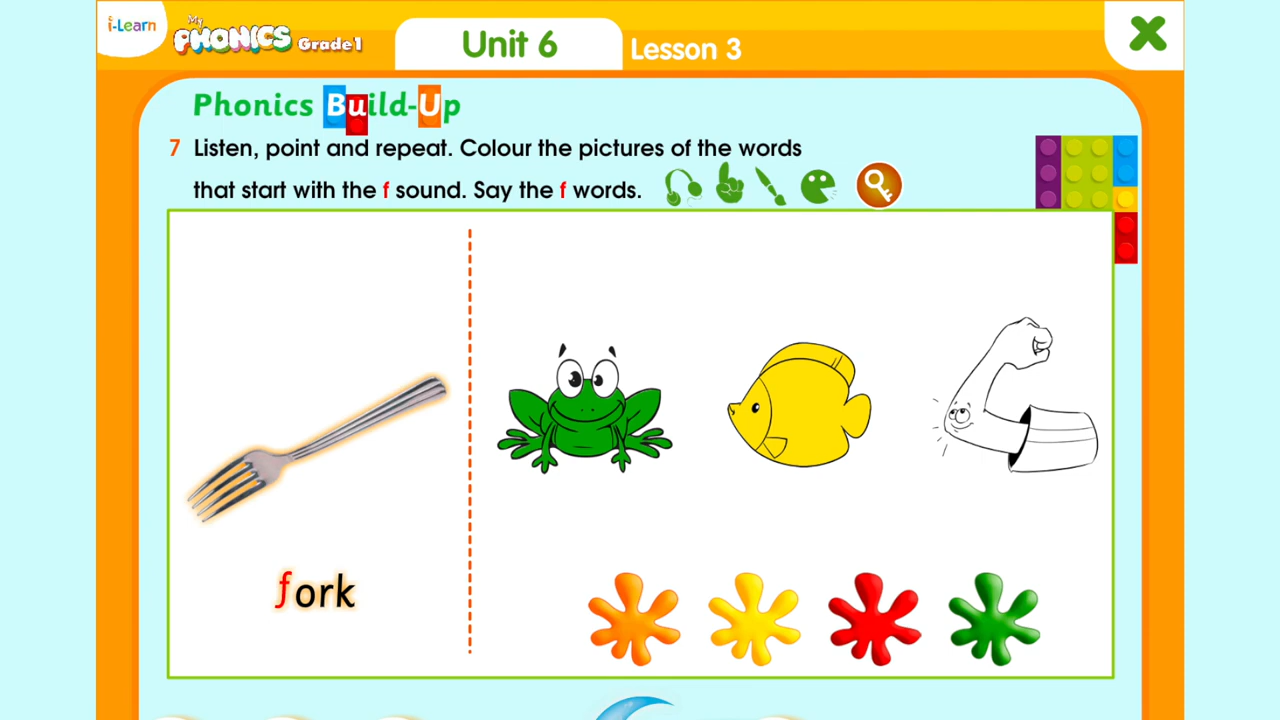 i-Learn
My
PHONICS Grade 1
Unit 6
Lesson 3
Phonics Build-Up
7 Listen, point and repeat. Colour the pictures of the words
that start with the f sound. Say the f words.
fork